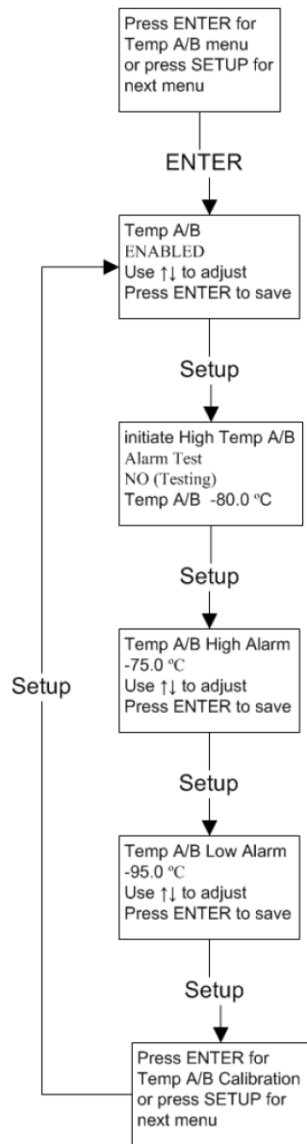 Press ENTER for
Temp A/B menu
or press SETUP for
next menu
ENTER
Temp A/B
ENABLED
Use ↑↓ to adjust
Press ENTER to save
Setup
initiate High Temp A/B
Alarm Test
NO (Testing)
Temp A/B -80.0 ºC
Setup
Temp A/B High Alarm
-75.0 ºC
Use ↑↓ to adjust
Press ENTER to save
Setup
Setup
Temp A/B Low Alarm
-95.0 ºC
Use ↑↓ to adjust
Press ENTER to save
Setup
Press ENTER for
Temp A/B Calibration
or press SETUP for
next menu